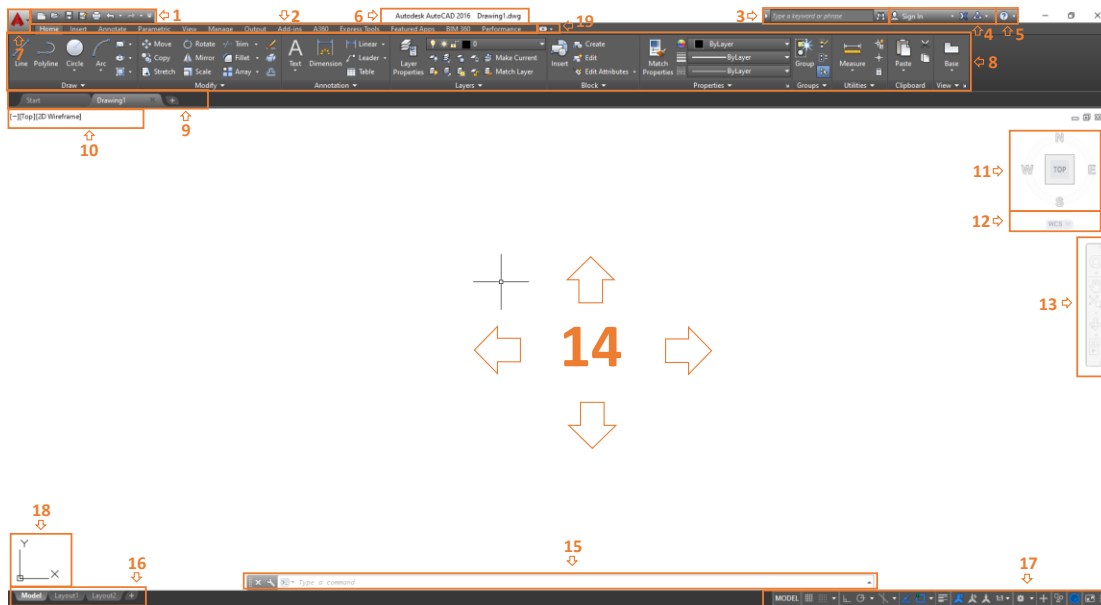 1
2
6
Autodesk AutoCAD 2016 Drawing1.dwg
19
3
Type a keyword or phrase
Sign In
4
5
7
Home Insert Annotate Parametric View Manage Output Add-ins A360 Express Tools Featured Apps BIM 360 Performance
Line Polyline Circle Arc
Move Rotate Trim
Copy Mirror Fillet
Stretch Scale Array
Text Dimension
Linear
Leader
Table
Layer Properties
0
Make Current
Match Layer
Insert
Create
Edit
Edit Attributes
Match Properties
ByLayer
ByLayer
ByLayer
Group
Measure
Paste
Base
8
Draw Modify Annotation Layers Block Properties Groups Utilities Clipboard View
Start Drawing1 +
9
[−][Top][2D Wireframe]
10
N
11
W TOP E
S
12
WCS
13
14
18
Y
X
15
16
17
Type a command
Model Layout1 Layout2 +
MODEL 1:1